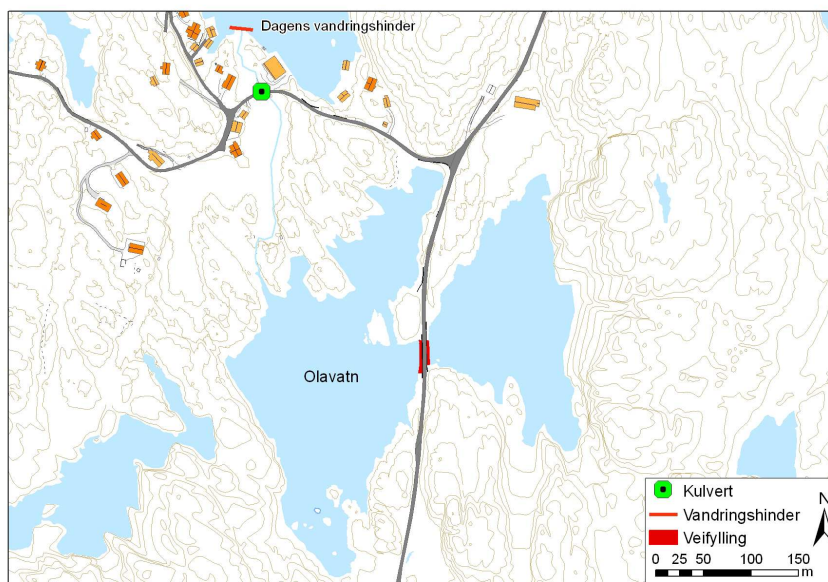 Dagens vandringshinder
Olavatn
Kulvert
Vandringshinder
Veifylling
N
0 25 50 100 150
m